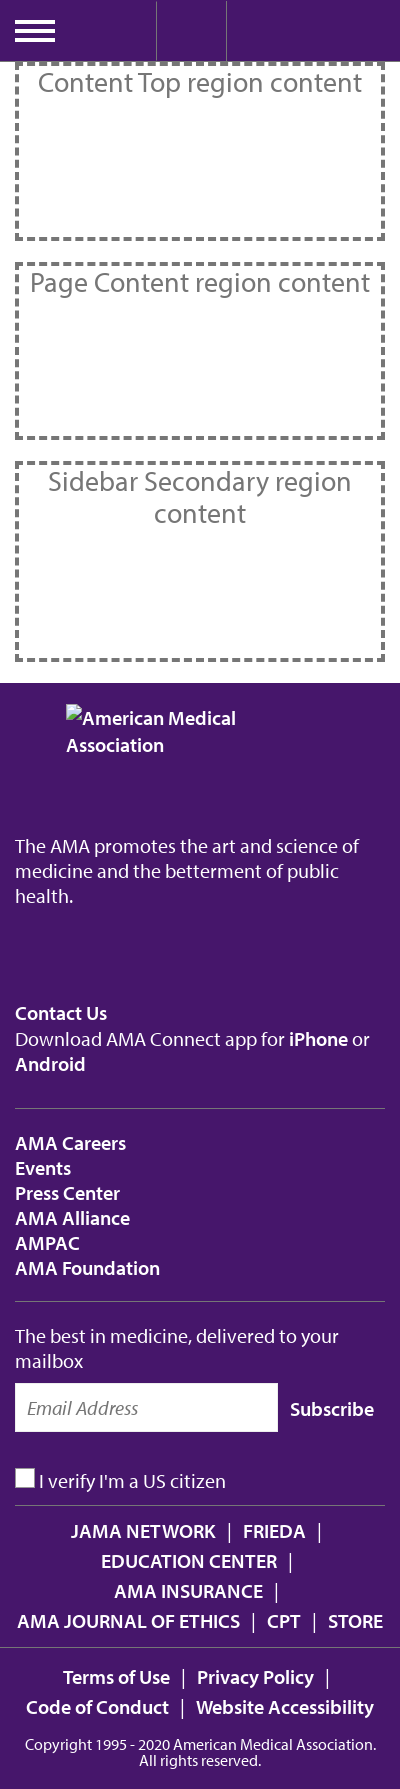 Content Top region content
Page Content region content
Sidebar Secondary region
content
American Medical
Association
The AMA promotes the art and science of
medicine and the betterment of public
health.
Contact Us
Download AMA Connect app for iPhone or
Android
AMA Careers
Events
Press Center
AMA Alliance
AMPAC
AMA Foundation
The best in medicine, delivered to your
mailbox
Email Address Subscribe
I verify I'm a US citizen
JAMA NETWORK | FRIEDA |
EDUCATION CENTER |
AMA INSURANCE |
AMA JOURNAL OF ETHICS | CPT | STORE
Terms of Use | Privacy Policy |
Code of Conduct | Website Accessibility
Copyright 1995 - 2020 American Medical Association.
All rights reserved.